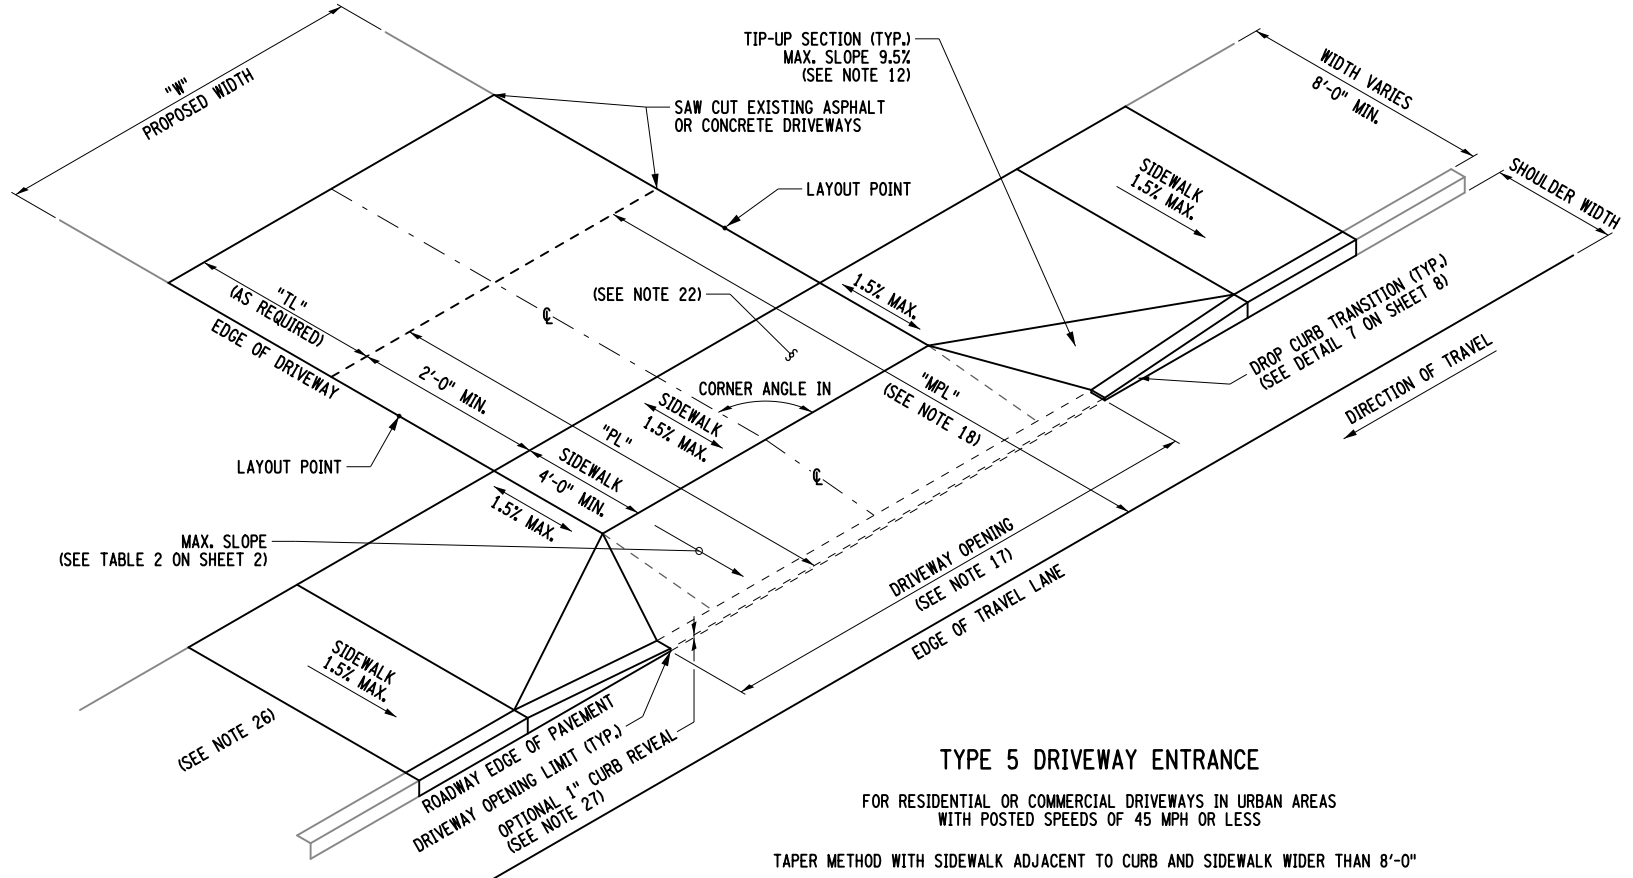 "W"
PROPOSED WIDTH
TIP-UP SECTION (TYP.)
MAX. SLOPE 9.5%
(SEE NOTE 12)
WIDTH VARIES
8'-0" MIN.
SAW CUT EXISTING ASPHALT
OR CONCRETE DRIVEWAYS
SIDEWALK
1.5% MAX.
SHOULDER WIDTH
LAYOUT POINT
"TL"
(AS REQUIRED)
EDGE OF DRIVEWAY
(SEE NOTE 22)
℄
1.5% MAX.
DROP CURB TRANSITION (TYP.)
(SEE DETAIL 7 ON SHEET 8)
DIRECTION OF TRAVEL
2'-0" MIN.
CORNER ANGLE IN
"MPL"
(SEE NOTE 18)
SIDEWALK
1.5% MAX.
"PL"
LAYOUT POINT
SIDEWALK
4'-0" MIN.
℄
1.5% MAX.
MAX. SLOPE
(SEE TABLE 2 ON SHEET 2)
DRIVEWAY OPENING
(SEE NOTE 17)
EDGE OF TRAVEL LANE
SIDEWALK
1.5% MAX.
(SEE NOTE 26)
ROADWAY EDGE OF PAVEMENT
DRIVEWAY OPENING LIMIT (TYP.)
OPTIONAL 1" CURB REVEAL
(SEE NOTE 27)
TYPE 5 DRIVEWAY ENTRANCE
FOR RESIDENTIAL OR COMMERCIAL DRIVEWAYS IN URBAN AREAS
WITH POSTED SPEEDS OF 45 MPH OR LESS
TAPER METHOD WITH SIDEWALK ADJACENT TO CURB AND SIDEWALK WIDER THAN 8'-0"